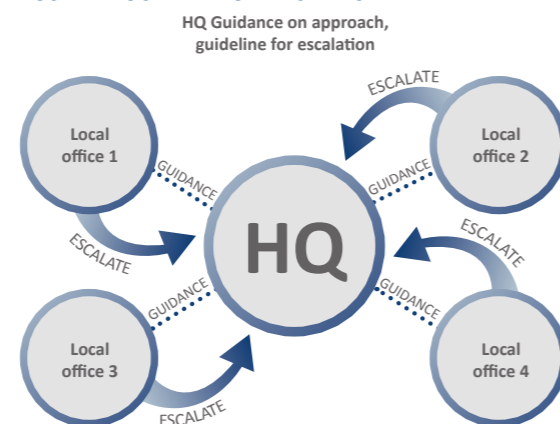 HQ Guidance on approach,
guideline for escalation
ESCALATE
Local
office 1
Local
office 2
GUIDANCE
GUIDANCE
HQ
ESCALATE
ESCALATE
GUIDANCE
GUIDANCE
Local
office 3
Local
office 4
ESCALATE